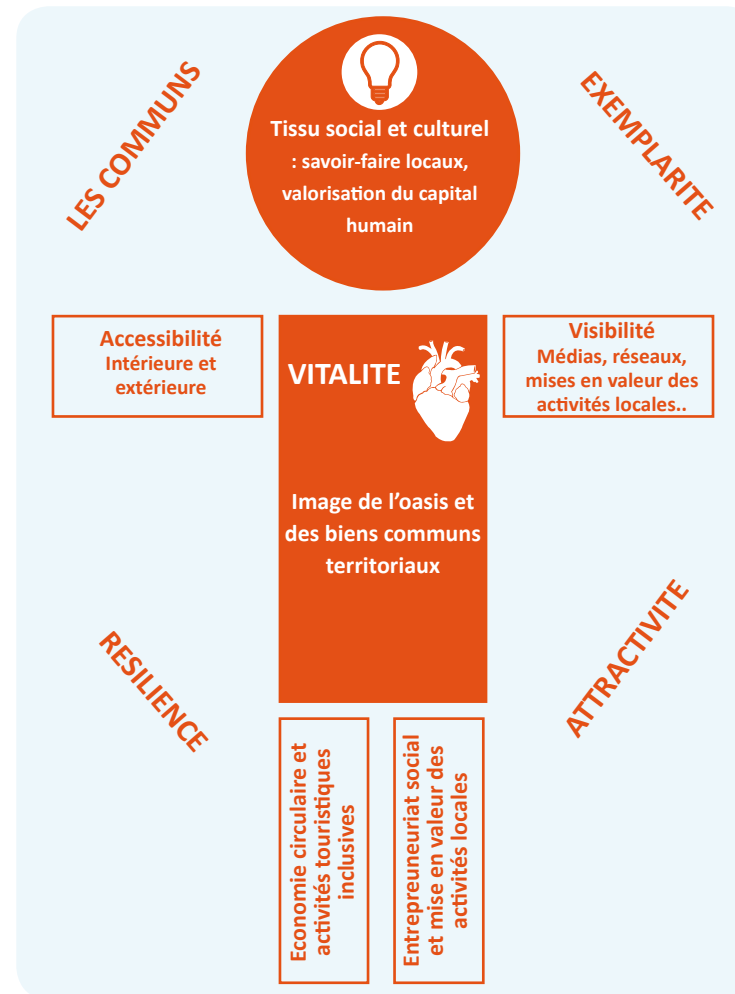 LES COMMUNS
EXEMPLARITE
Tissu social et culturel
: savoir-faire locaux,
valorisation du capital
humain
Accessibilité
Intérieure et
extérieure
VITALITE
Visibilité
Médias, réseaux,
mises en valeur des
activités locales..
Image de l’oasis et
des biens communs
territoriaux
RESILIENCE
ATTRACTIVITE
Economie circulaire et
activités touristiques
inclusives
Entrepreuneuriat social
et mise en valeur des
activités locales